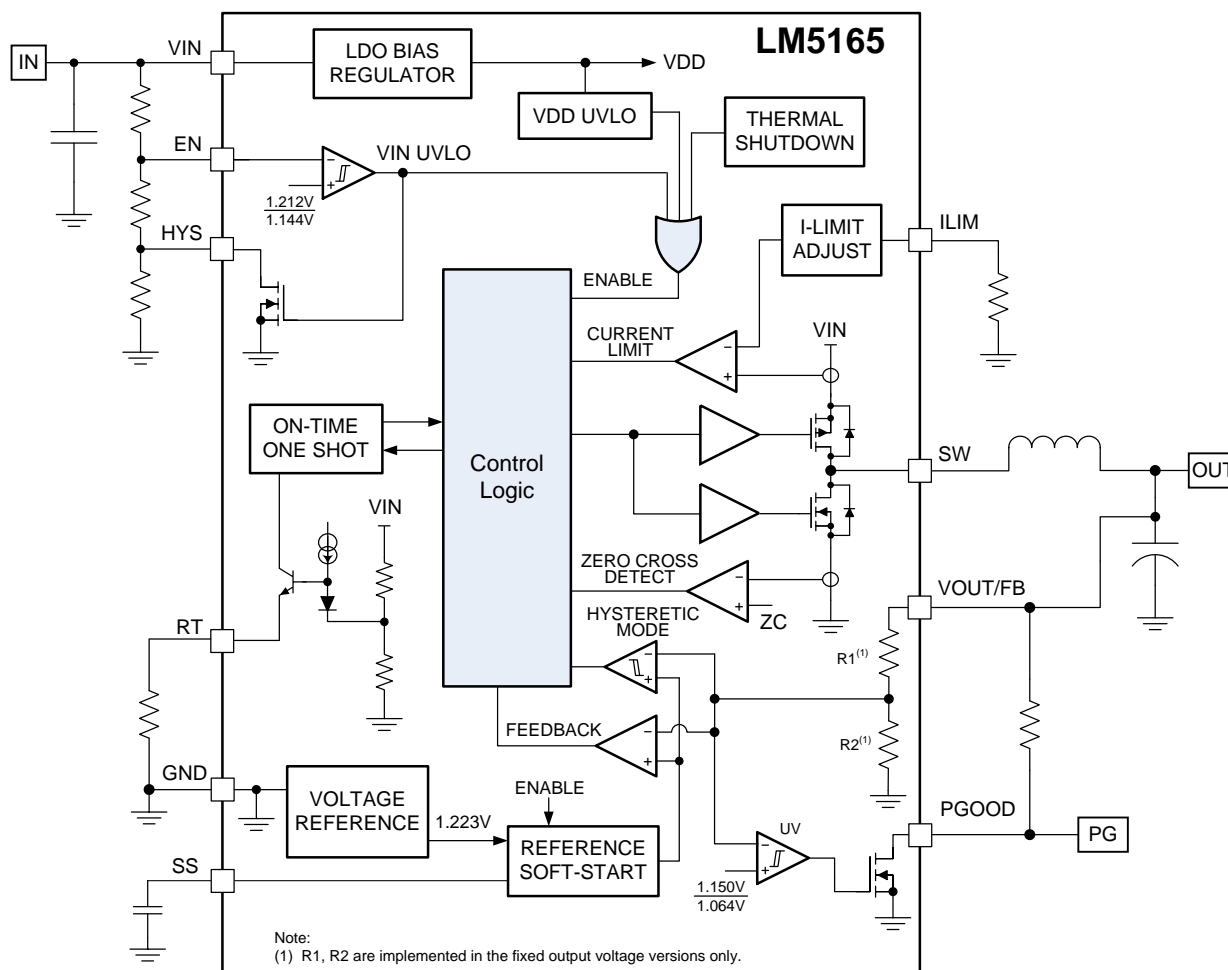 LM5165
IN
VIN
LDO BIAS
REGULATOR
VDD
VDD UVLO
THERMAL
SHUTDOWN
EN
−
+
VIN UVLO
1.212V
1.144V
HYS
ENABLE
I-LIMIT
ADJUST
ILIM
CURRENT
LIMIT
−
+
VIN
ON-TIME
ONE SHOT
Control
Logic
SW
OUT
VIN
ZERO CROSS
DETECT
−
+
ZC
VOUT/FB
HYSTERETIC
MODE
−
+
R1(1)
RT
FEEDBACK
−
+
R2(1)
GND
VOLTAGE
REFERENCE
1.223V
ENABLE
REFERENCE
SOFT-START
UV
−
+
1.150V
1.064V
PGOOD
PG
SS
Note:
(1) R1, R2 are implemented in the fixed output voltage versions only.